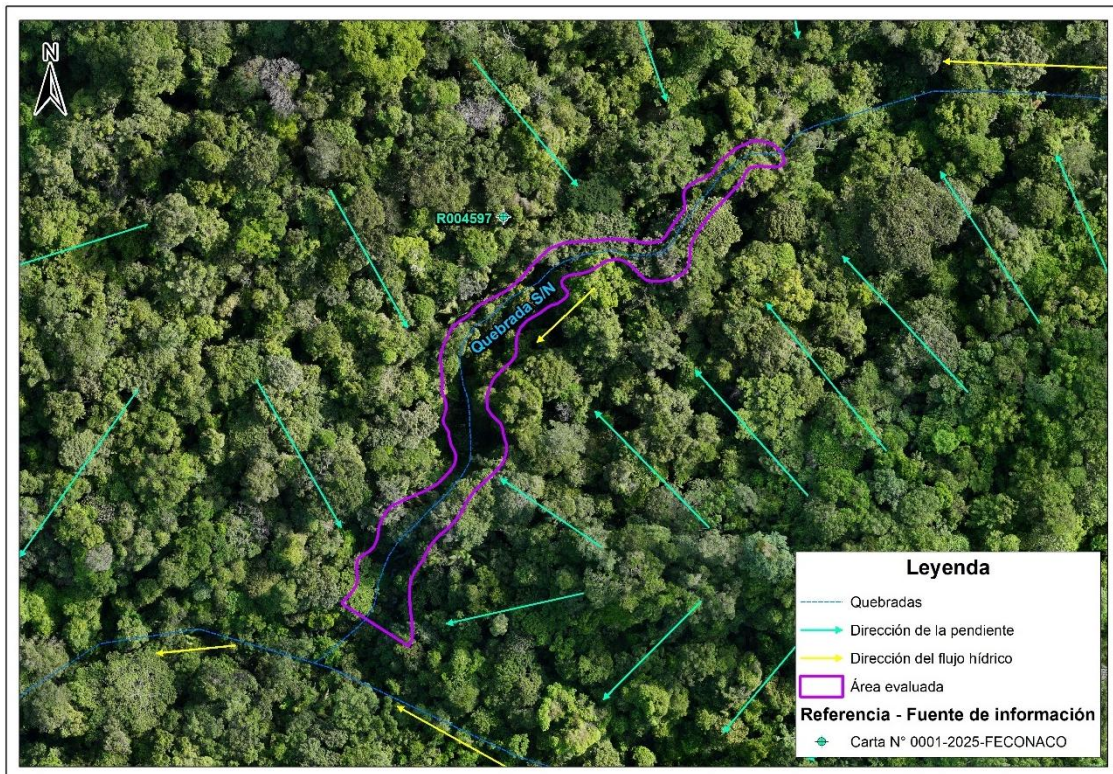 N
R004597
Quebrada S/N
Leyenda
Quebradas
Dirección de la pendiente
Dirección del flujo hídrico
Área evaluada
Referencia - Fuente de información
Carta N° 0001-2025-FECONACO